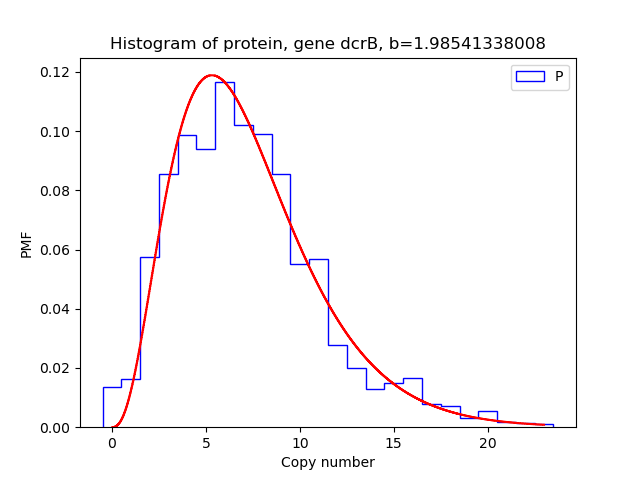 Histogram of protein, gene dcrB, b=1.98541338008
P
PMF
0.12
0.10
0.08
0.06
0.04
0.02
0.00
0 5 10 15 20
Copy number